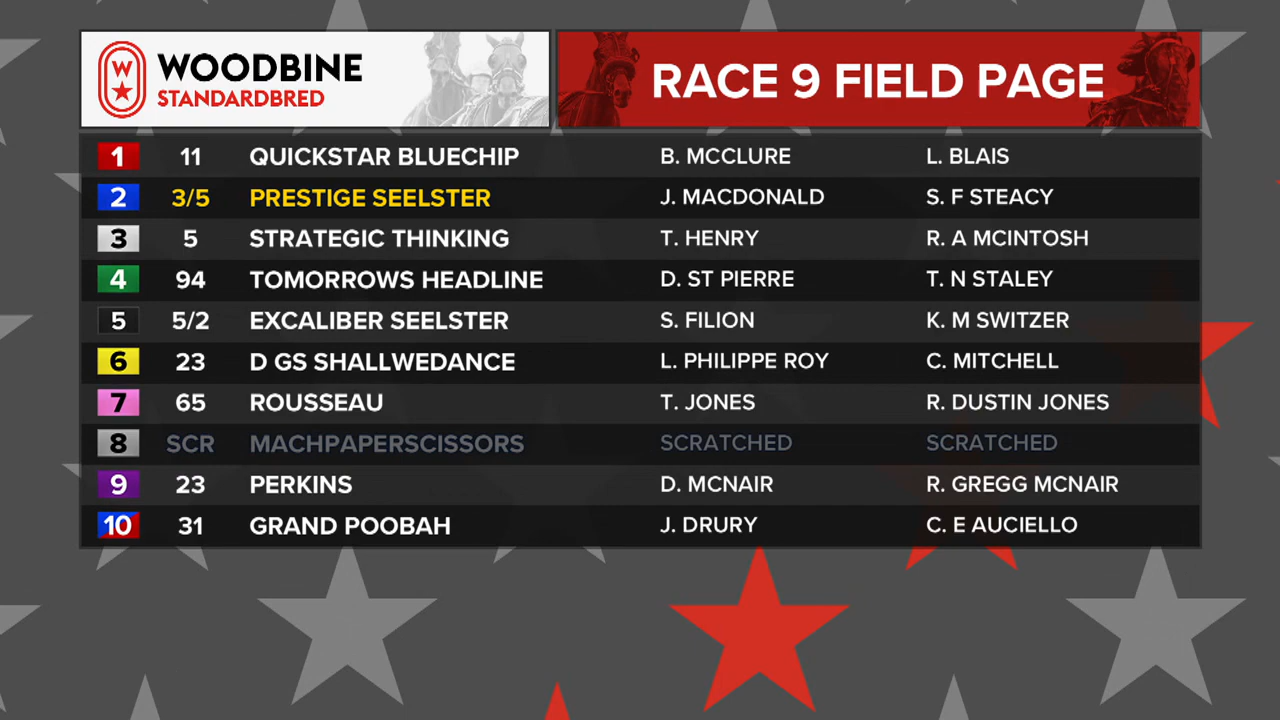 W
WOODBINE
STANDARDBRED
RACE 9 FIELD PAGE
1 11 QUICKSTAR BLUECHIP B. MCCLURE L. BLAIS
2 3/5 PRESTIGE SEELSTER J. MACDONALD S. F STEACY
3 5 STRATEGIC THINKING T. HENRY R. A MCINTOSH
4 94 TOMORROWS HEADLINE D. ST PIERRE T. N STALEY
5 5/2 EXCALIBER SEELSTER S. FILION K. M SWITZER
6 23 D GS SHALLWEDANCE L. PHILIPPE ROY C. MITCHELL
7 65 ROUSSEAU T. JONES R. DUSTIN JONES
8 SCR MACHPAPERSCISSORS SCRATCHED SCRATCHED
9 23 PERKINS D. MCNAIR R. GREGG MCNAIR
10 31 GRAND POOBAH J. DRURY C. E AUCIELLO